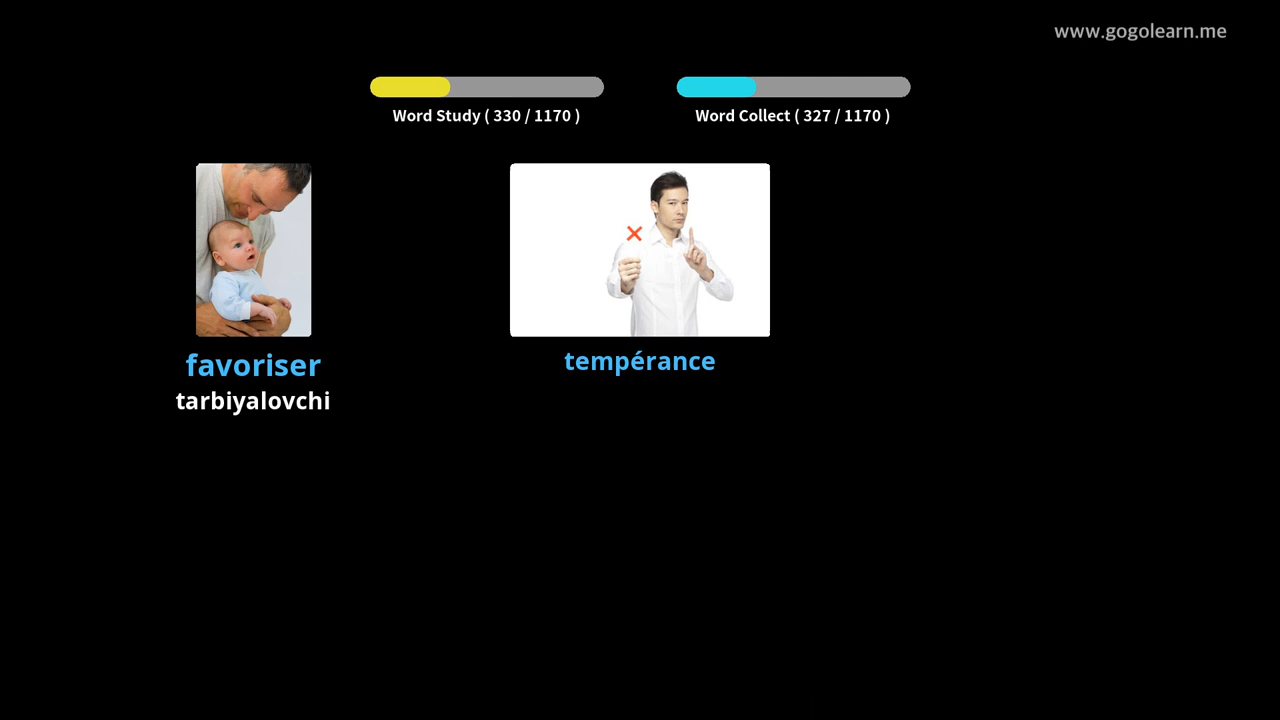 www.gogolearn.me
Word Study ( 330 / 1170 )
Word Collect ( 327 / 1170 )
favoriser
tarbiyalovchi
tempérance